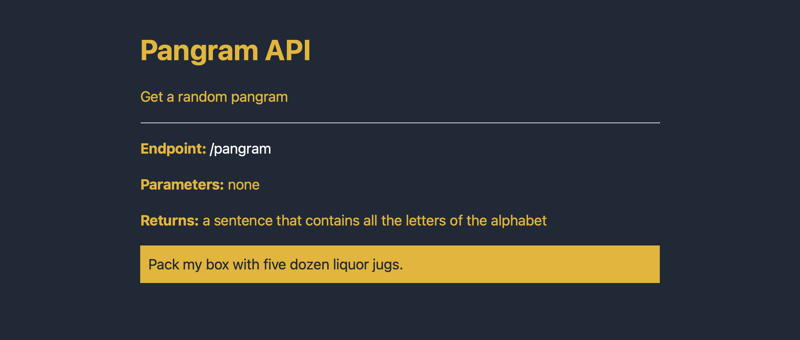 Pangram API
Get a random pangram
Endpoint: /pangram
Parameters: none
Returns: a sentence that contains all the letters of the alphabet
Pack my box with five dozen liquor jugs.